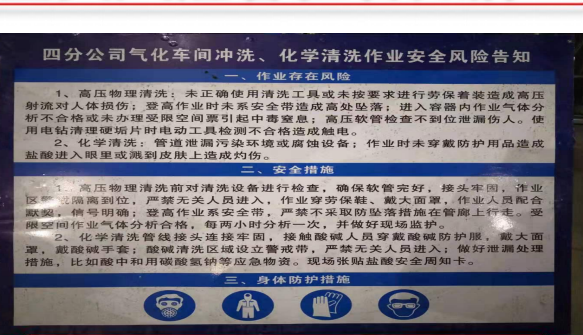 四分公司气化车间冲洗、化学清洗作业安全风险告知
一、作业存在风险
1、高压物理清洗：未正确使用清洗工具或未按要求进行劳保着装造成高压
射流对人体损伤；登高作业时未系安全带造成高处坠落；进入容器内作业气体分
析不合格或未办理受限空间票引起中毒窒息；高压软管检查不到位泄漏伤人。使
用电钻清理硬垢片时电动工具检测不合格造成触电。
2、化学清洗：管道泄漏污染环境或腐蚀设备；作业时未穿戴防护用品造成
盐酸进入眼里或溅到皮肤上造成灼伤。
二、安全措施
1、高压物理清洗前对清洗设备进行检查，确保软管完好，接头牢固，作业
区 隔离到位，严禁无关人员进入，作业穿劳保鞋、戴大面罩，作业人员配合
默契，信号明确；登高作业系安全带，严禁不采取防坠落措施在管廊上行走。受
限空间作业气体分析合格，每两小时分析一次，并做好现场监护。
2、化学清洗管线接头连接牢固，接触酸碱人员穿戴酸碱防护服，戴大面
罩，戴酸碱手套；酸碱清洗区域设立警戒带，严禁无关人员进入；做好泄漏处理
措施，比如酸中和用碳酸氢钠等应急物资。现场张贴盐酸安全周知卡。
三、身体防护措施